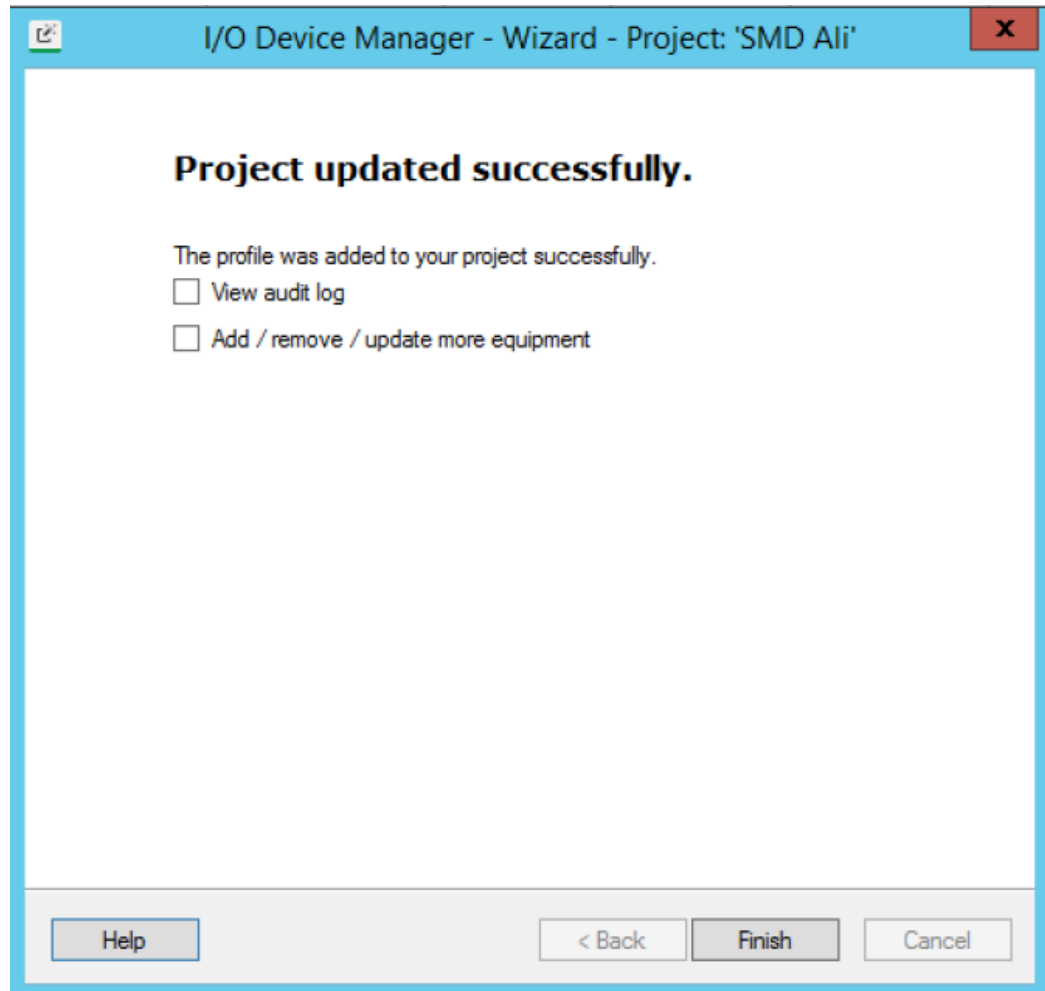 I/O Device Manager - Wizard - Project: 'SMD Ali'
x
Project updated successfully.
The profile was added to your project successfully.
View audit log
Add / remove / update more equipment
Help
< Back
Finish
Cancel